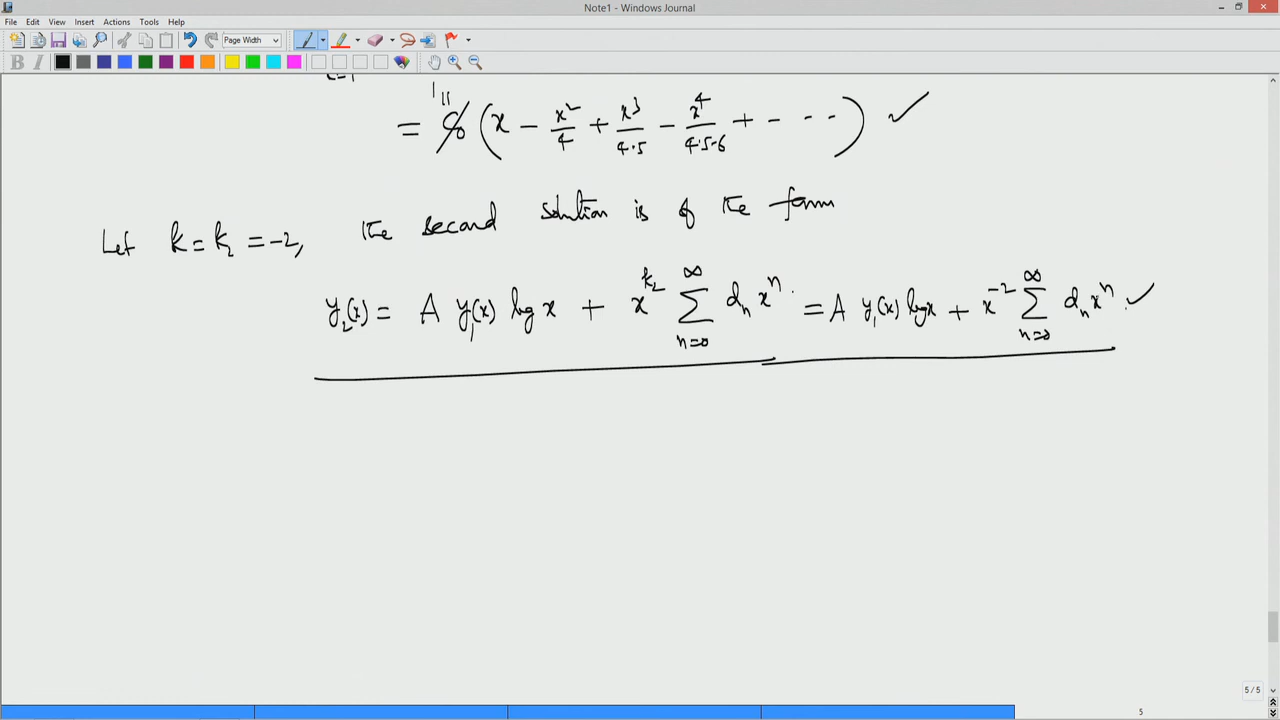 Note1 - Windows Journal
File Edit View Insert Actions Tools Help
Page Width
B I
= C₀ (x - x²/4 + x³/4·5 - x⁴/4·5·6 + - - - -) ✓
Let k = k₂ = -2, the second solution is of the form
y₂(x) = A y₁(x) log x + x^k₂ ∑_{n=0}^{∞} dₙ xⁿ. = A y₁(x) log x + x⁻² ∑_{n=0}^{∞} dₙ xⁿ. ✓
5 / 5
5